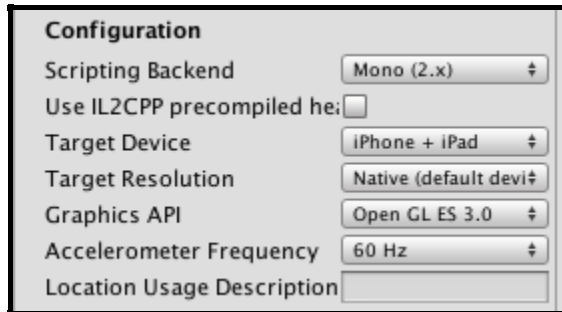 Configuration
Scripting Backend Mono (2.x)
Use IL2CPP precompiled hea
Target Device iPhone + iPad
Target Resolution Native (default devi
Graphics API Open GL ES 3.0
Accelerometer Frequency 60 Hz
Location Usage Description